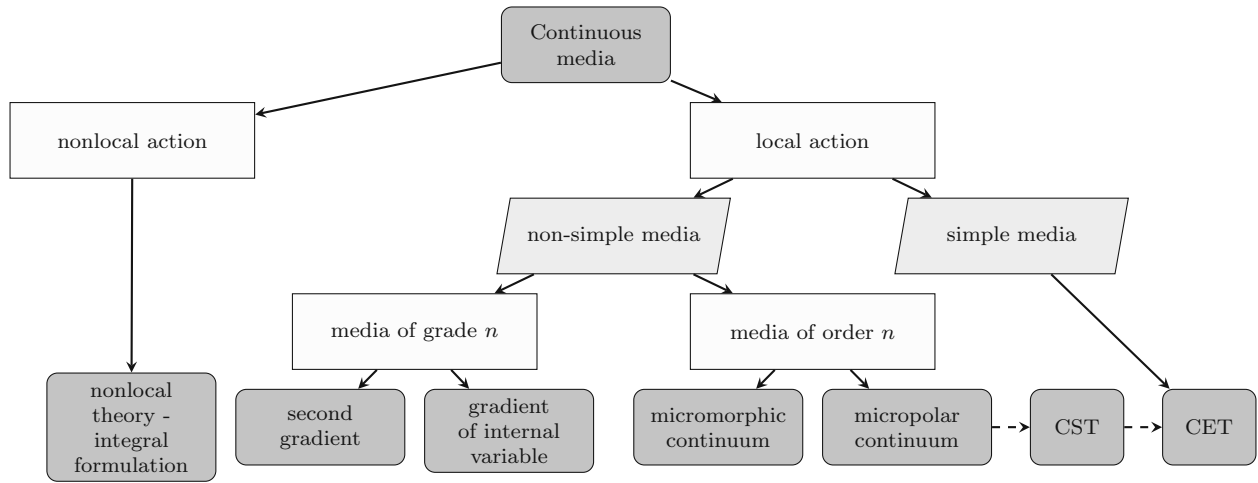 Continuous
media
nonlocal action
local action
non-simple media
simple media
media of grade n
media of order n
nonlocal
theory -
integral
formulation
second
gradient
gradient
of internal
variable
micromorphic
continuum
micropolar
continuum
CST
CET